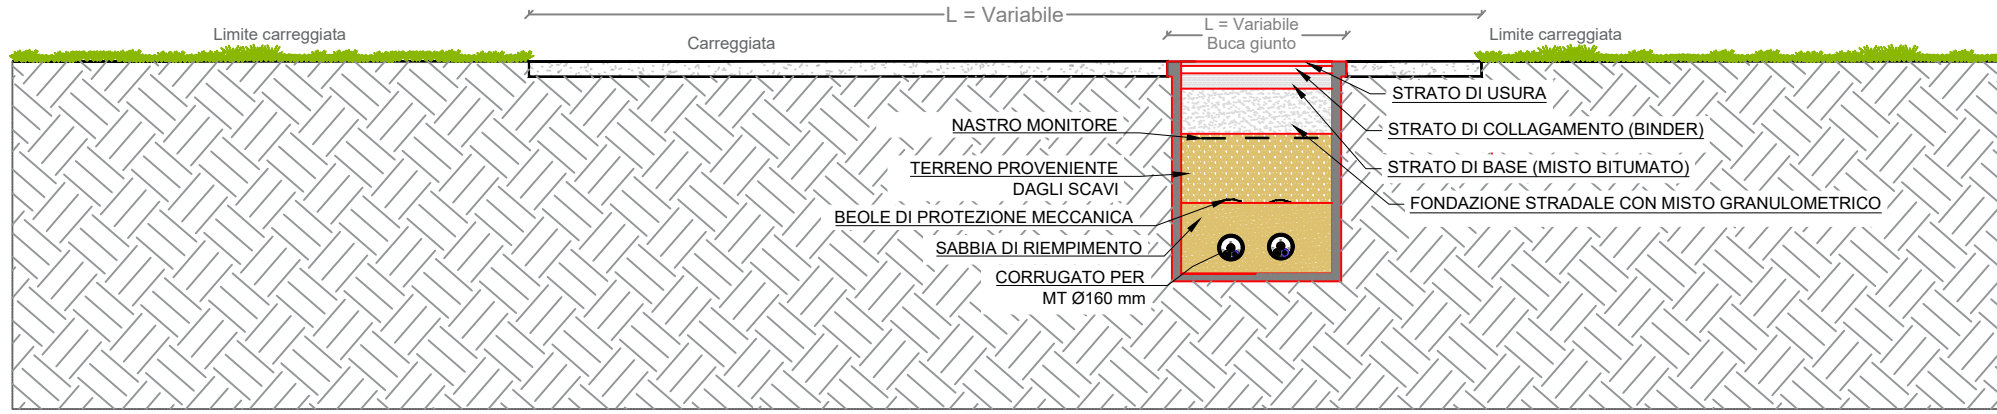 L = Variabile
L = Variabile
Buca giunto
Limite carreggiata
Carreggiata
Limite carreggiata
STRATO DI USURA
NASTRO MONITORE
STRATO DI COLLAGAMENTO (BINDER)
TERRENO PROVENIENTE
DAGLI SCAVI
STRATO DI BASE (MISTO BITUMATO)
FONDAZIONE STRADALE CON MISTO GRANULOMETRICO
BEOLE DI PROTEZIONE MECCANICA
SABBIA DI RIEMPIMENTO
CORRUGATO PER
MT Ø160 mm